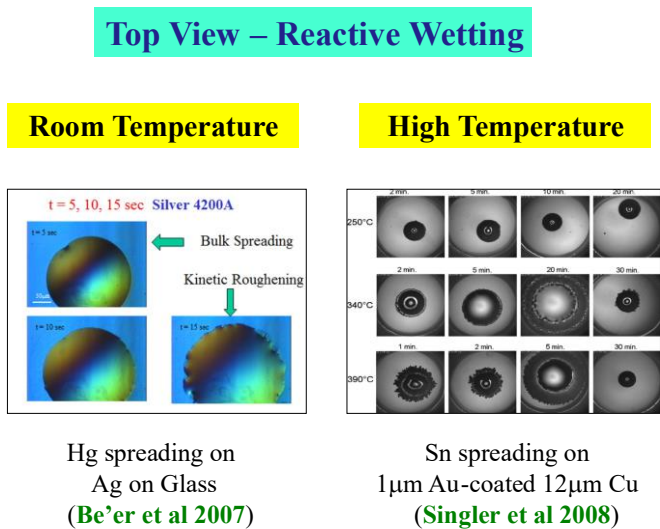 Top View – Reactive Wetting
Room Temperature
High Temperature
t = 5, 10, 15 sec Silver 4200A
t = 5 sec
Bulk Spreading
50μm
Kinetic Roughening
t = 10 sec
t = 15 sec
2 min. 5 min. 10 min. 20 min.
250°C
2 min. 5 min. 20 min. 30 min.
340°C
1 min. 2 min. 5 min. 30 min.
390°C
Hg spreading on
Ag on Glass
(Be'er et al 2007)
Sn spreading on
1μm Au-coated 12μm Cu
(Singler et al 2008)